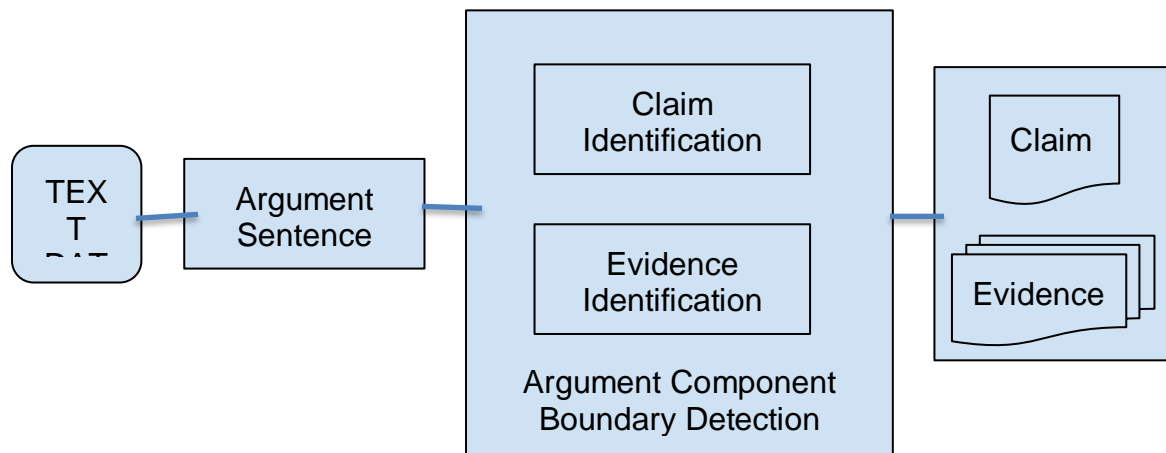 TEX
T
Argument
Sentence
Claim
Identification
Evidence
Identification
Argument Component
Boundary Detection
Claim
Evidence